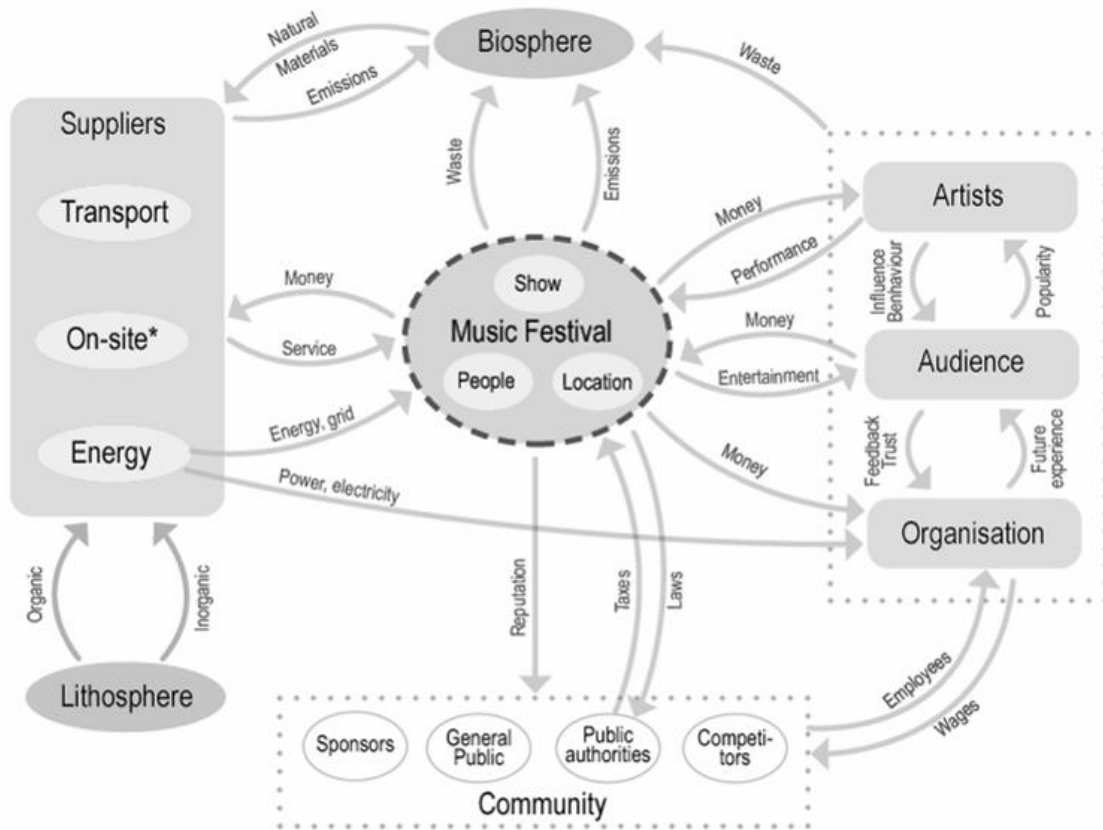 Natural
Materials
Emissions
Biosphere
Waste
Suppliers
Transport
On-site*
Energy
Waste
Emissions
Money
Performance
Artists
Influence
Benhaviour
Popularity
Money
Service
Show
Music Festival
People
Location
Money
Entertainment
Audience
Energy, grid
Power, electricity
Money
Feedback
Trust
Future
experience
Organisation
Organic
Inorganic
Lithosphere
Reputation
Taxes
Laws
Employees
Wages
Sponsors
General
Public
Public
authorities
Competi-
tors
Community